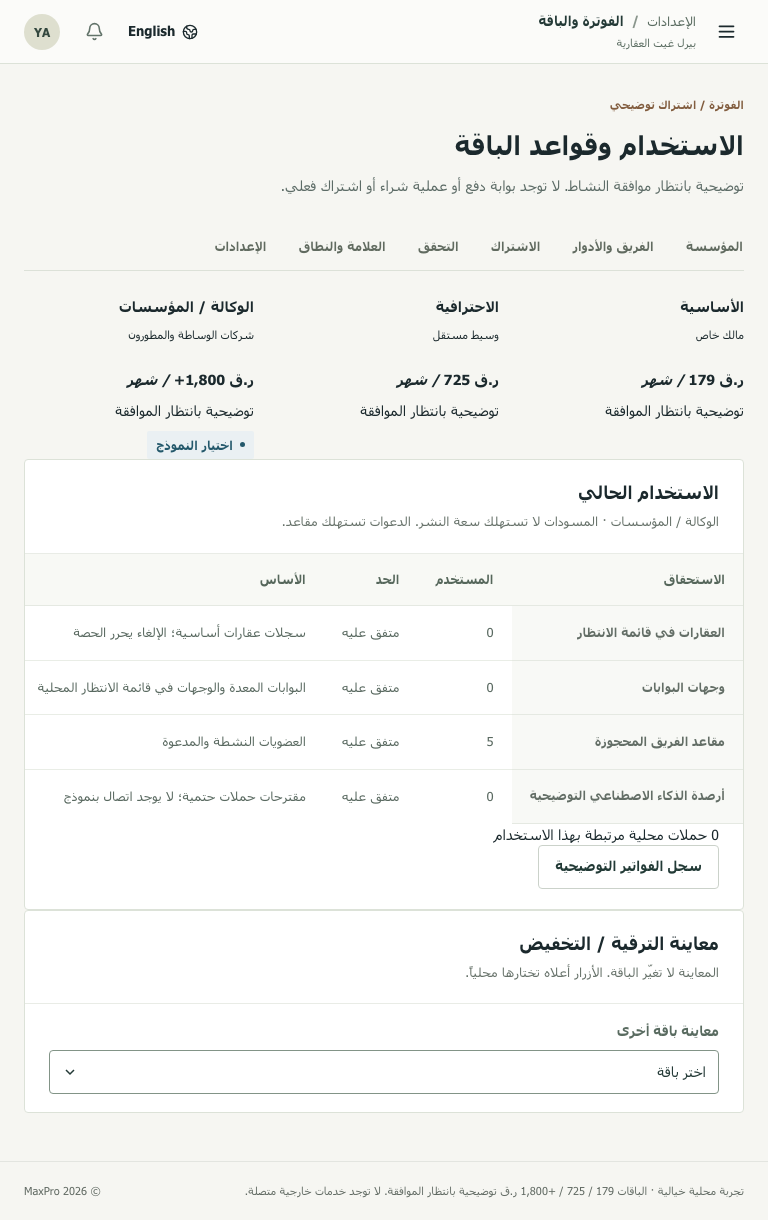 الإعدادات / الفوترة والباقة
بيرل غيت العقارية
English
YA
الفوترة / اشتراك توضيحي
الاستخدام وقواعد الباقة
توضيحية بانتظار موافقة النشاط. لا توجد بوابة دفع أو عملية شراء أو اشتراك فعلي.
المؤسسة الفريق والأدوار الاشتراك التحقق العلامة والنطاق الإعدادات
الأساسية
مالك خاص
ر.ق 179 / شهر
توضيحية بانتظار الموافقة
الاحترافية
وسيط مستقل
ر.ق 725 / شهر
توضيحية بانتظار الموافقة
الوكالة / المؤسسات
شركات الوساطة والمطورون
ر.ق 1,800+ / شهر
توضيحية بانتظار الموافقة
اختيار النموذج
الاستخدام الحالي
الوكالة / المؤسسات · المسودات لا تستهلك سعة النشر. الدعوات تستهلك مقاعد.
الاستحقاق المستخدم الحد الأساس
العقارات في قائمة الانتظار 0 متفق عليه سجلات عقارات أساسية؛ الإلغاء يحرر الحصة
وجهات البوابات 0 متفق عليه البوابات المعدة والوجهات في قائمة الانتظار المحلية
مقاعد الفريق المحجوزة 5 متفق عليه العضويات النشطة والمدعوة
أرصدة الذكاء الاصطناعي التوضيحية 0 متفق عليه مقترحات حملات حتمية؛ لا يوجد اتصال بنموذج
0 حملات محلية مرتبطة بهذا الاستخدام
سجل الفواتير التوضيحية
معاينة الترقية / التخفيض
المعاينة لا تغيّر الباقة. الأزرار أعلاه تختارها محلياً.
معاينة باقة أخرى
اختر باقة
تجربة محلية خيالية · الباقات 179 / 725 / +1,800 ر.ق توضيحية بانتظار الموافقة. لا توجد خدمات خارجية متصلة.
© 2026 MaxPro